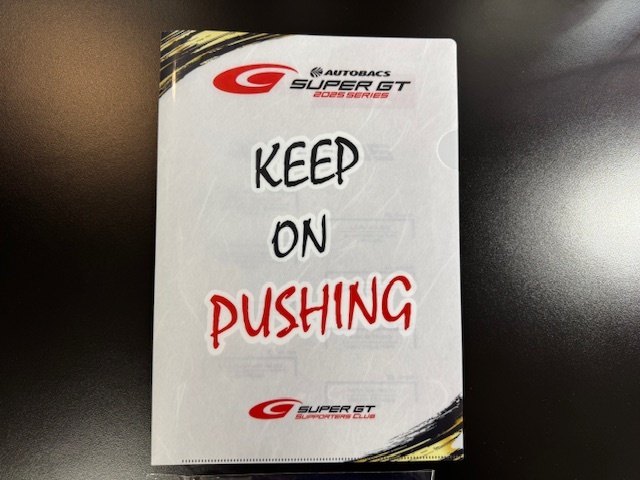 AUTOBACS
SUPER GT
2025 SERIES
KEEP
ON
PUSHING
SUPER GT
SUPPORTERS CLUB